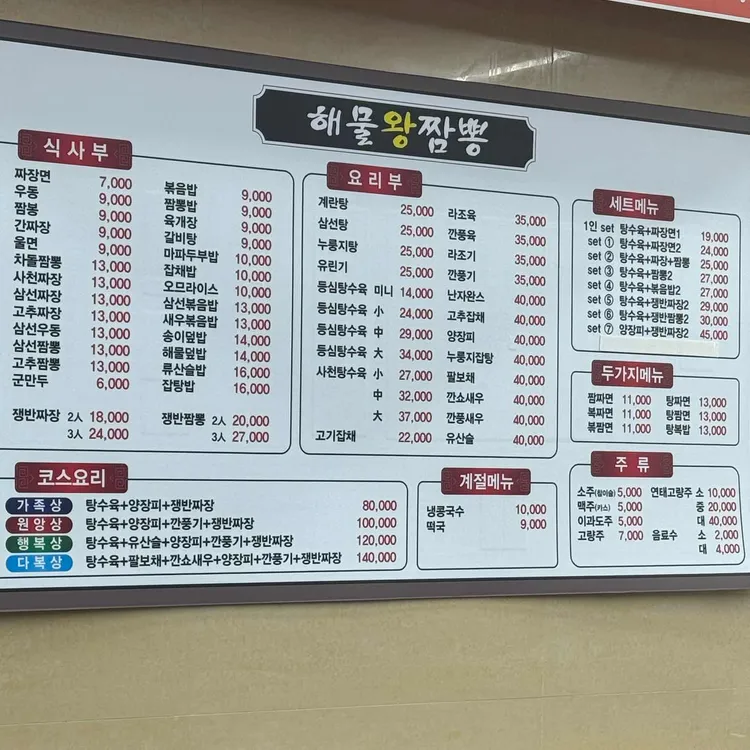 해물왕짬뽕
식사부
짜장면 7,000
우동 9,000
짬봉 9,000
간짜장 9,000
울면 9,000
차돌짬뽕 13,000
사천짜장 13,000
삼선짜장 13,000
고추짜장 13,000
삼선우동 13,000
삼선짬뽕 13,000
고추짬뽕 13,000
군만두 6,000
쟁반짜장 2人 18,000
3人 24,000
볶음밥 9,000
짬뽕밥 9,000
육개장 9,000
갈비탕 9,000
마파두부밥 10,000
잡채밥 10,000
오므라이스 10,000
삼선볶음밥 13,000
새우볶음밥 13,000
송이덮밥 14,000
해물덮밥 14,000
류산슬밥 16,000
잡탕밥 16,000
쟁반짬뽕 2人 20,000
3人 27,000
요리부
계란탕 25,000
삼선탕 25,000
누룽지탕 25,000
유린기 25,000
등심탕수육 미니 14,000
등심탕수육 小 24,000
등심탕수육 中 29,000
등심탕수육 大 34,000
사천탕수육 小 27,000
中 32,000
大 37,000
고기잡채 22,000
라조육 35,000
깐풍육 35,000
라조기 35,000
깐풍기 35,000
난자완스 40,000
고추잡채 40,000
양장피 40,000
누룽지잡탕 40,000
팔보채 40,000
깐쇼새우 40,000
깐풍새우 40,000
유산슬 40,000
세트메뉴
1인 set 탕수육+짜장면1 19,000
set ① 탕수육+짜장면2 24,000
set ② 탕수육+짜장+짬뽕 25,000
set ③ 탕수육+짬뽕2 27,000
set ④ 탕수육+볶음밥2 27,000
set ⑤ 탕수육+쟁반짜장2 29,000
set ⑥ 탕수육+쟁반짬뽕2 30,000
set ⑦ 양장피+쟁반짜장2 45,000
두가지메뉴
짬짜면 11,000 탕짜면 13,000
복짜면 11,000 탕짬면 13,000
볶짬면 11,000 탕복밥 13,000
코스요리
가족상 탕수육+양장피+쟁반짜장 80,000
원앙상 탕수육+양장피+깐풍기+쟁반짜장 100,000
행복상 탕수육+유산슬+양장피+깐풍기+쟁반짜장 120,000
다복상 탕수육+팔보채+깐쇼새우+양장피+깐풍기+쟁반짜장 140,000
계절메뉴
냉콩국수 10,000
떡국 9,000
주류
소주(참이슬) 5,000 연태고량주 소 10,000
맥주(카스) 5,000 중 20,000
이과도주 5,000 대 40,000
고량주 7,000 음료수 소 2,000
대 4,000